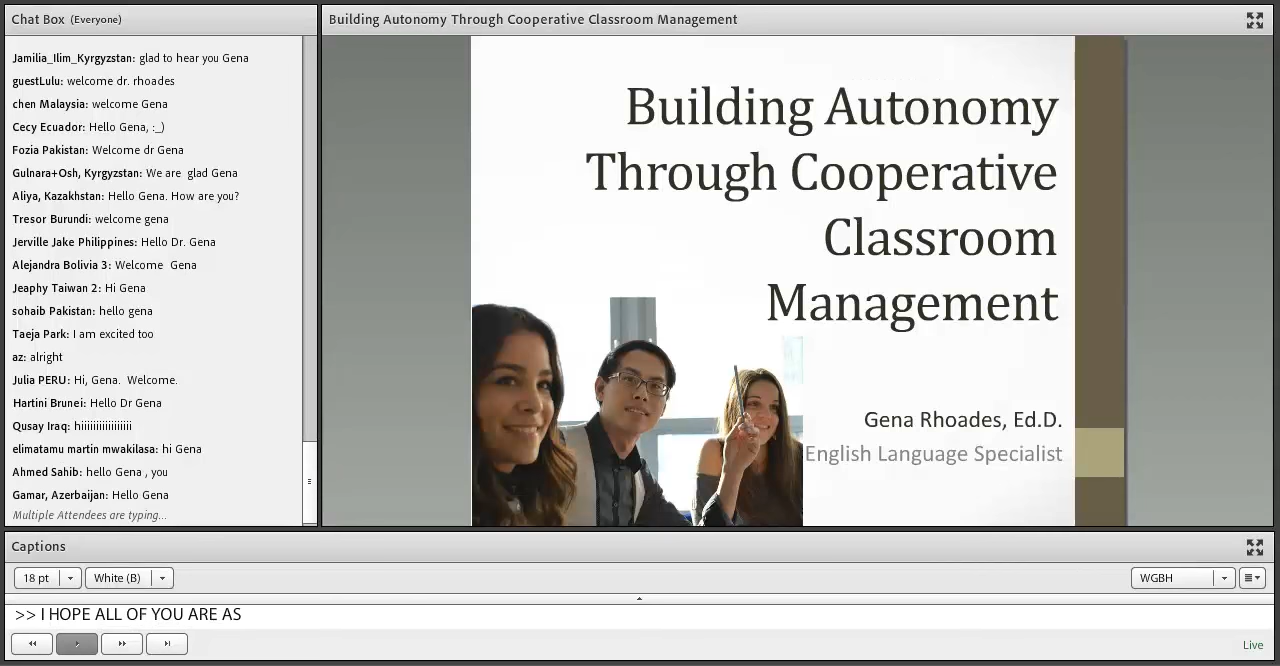 Chat Box (Everyone)
Jamilia_Ilim_Kyrgyzstan: glad to hear you Gena
guestLulu: welcome dr. rhoades
chen Malaysia: welcome Gena
Cecy Ecuador: Hello Gena, :_)
Fozia Pakistan: Welcome dr Gena
Gulnara+Osh, Kyrgyzstan: We are glad Gena
Aliya, Kazakhstan: Hello Gena. How are you?
Tresor Burundi: welcome gena
Jerville Jake Philippines: Hello Dr. Gena
Alejandra Bolivia 3: Welcome Gena
Jeaphy Taiwan 2: Hi Gena
sohaib Pakistan: hello gena
Taeja Park: I am excited too
az: alright
Julia PERU: Hi, Gena. Welcome.
Hartini Brunei: Hello Dr Gena
Qusay Iraq: hiiiiiiiiiiiiiiiii
elimatamu martin mwakilasa: hi Gena
Ahmed Sahib: hello Gena , you
Gamar, Azerbaijan: Hello Gena
Multiple Attendees are typing...
Building Autonomy Through Cooperative Classroom Management
Building Autonomy
Through Cooperative
Classroom
Management
Gena Rhoades, Ed.D.
English Language Specialist
Captions
18 pt
White (B)
WGBH
>> I HOPE ALL OF YOU ARE AS
Live